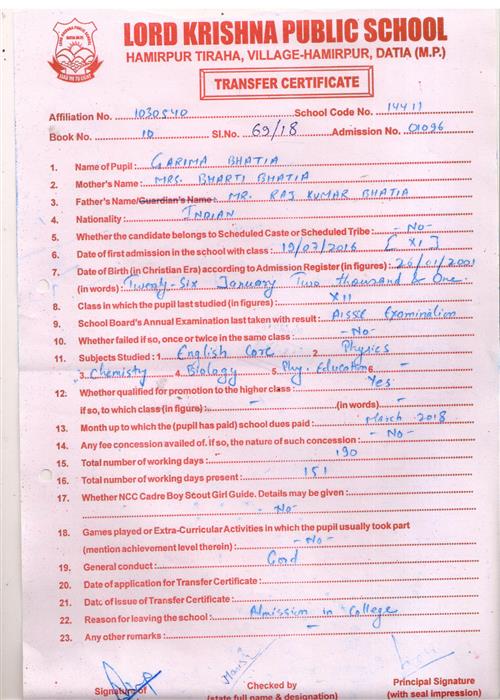 LORD KRISHNA PUBLIC SCHOOL
HAMIRPUR TIRAHA, VILLAGE-HAMIRPUR, DATIA (M.P.)
TRANSFER CERTIFICATE
Affiliation No. 1030540 School Code No. 14411
Book No. 10 Sl.No. 69/18 Admission No. 01096
1. Name of Pupil : GARIMA BHATIA
2. Mother's Name : MRS. BHARTI BHATIA
3. Father's Name/Guardian's Name : MR. RAJ KUMAR BHATIA
4. Nationality : INDIAN
5. Whether the candidate belongs to Scheduled Caste or Scheduled Tribe : - No -
6. Date of first admission in the school with class : 19/07/2016 [XI]
7. Date of Birth (in Christian Era) according to Admission Register (in figures) : 26/01/2001
(in words) : Twenty-Six January Two Thousand & One
8. Class in which the pupil last studied (in figures) : XII
9. School Board's Annual Examination last taken with result : AISSE Examination
10. Whether failed if so, once or twice in the same class : - No -
11. Subjects Studied : 1. English Core 2. Physics
3. Chemistry 4. Biology 5. Phy. Education 6. -
12. Whether qualified for promotion to the higher class : Yes
if so, to which class (in figure) : - (in words) -
13. Month up to which the (pupil has paid) school dues paid : March 2018
14. Any fee concession availed of. if so, the nature of such concession : - No -
15. Total number of working days : 190
16. Total number of working days present : 151
17. Whether NCC Cadre Boy Scout Girl Guide. Details may be given :
- No -
18. Games played or Extra-Curricular Activities in which the pupil usually took part
(mention achievement level therein) : - No -
19. General conduct : Good
20. Date of application for Transfer Certificate :
21. Date of issue of Transfer Certificate :
22. Reason for leaving the school : Admission in College
23. Any other remarks : -
Signature of Checked by Principal Signature
(state full name & designation) (with seal impression)